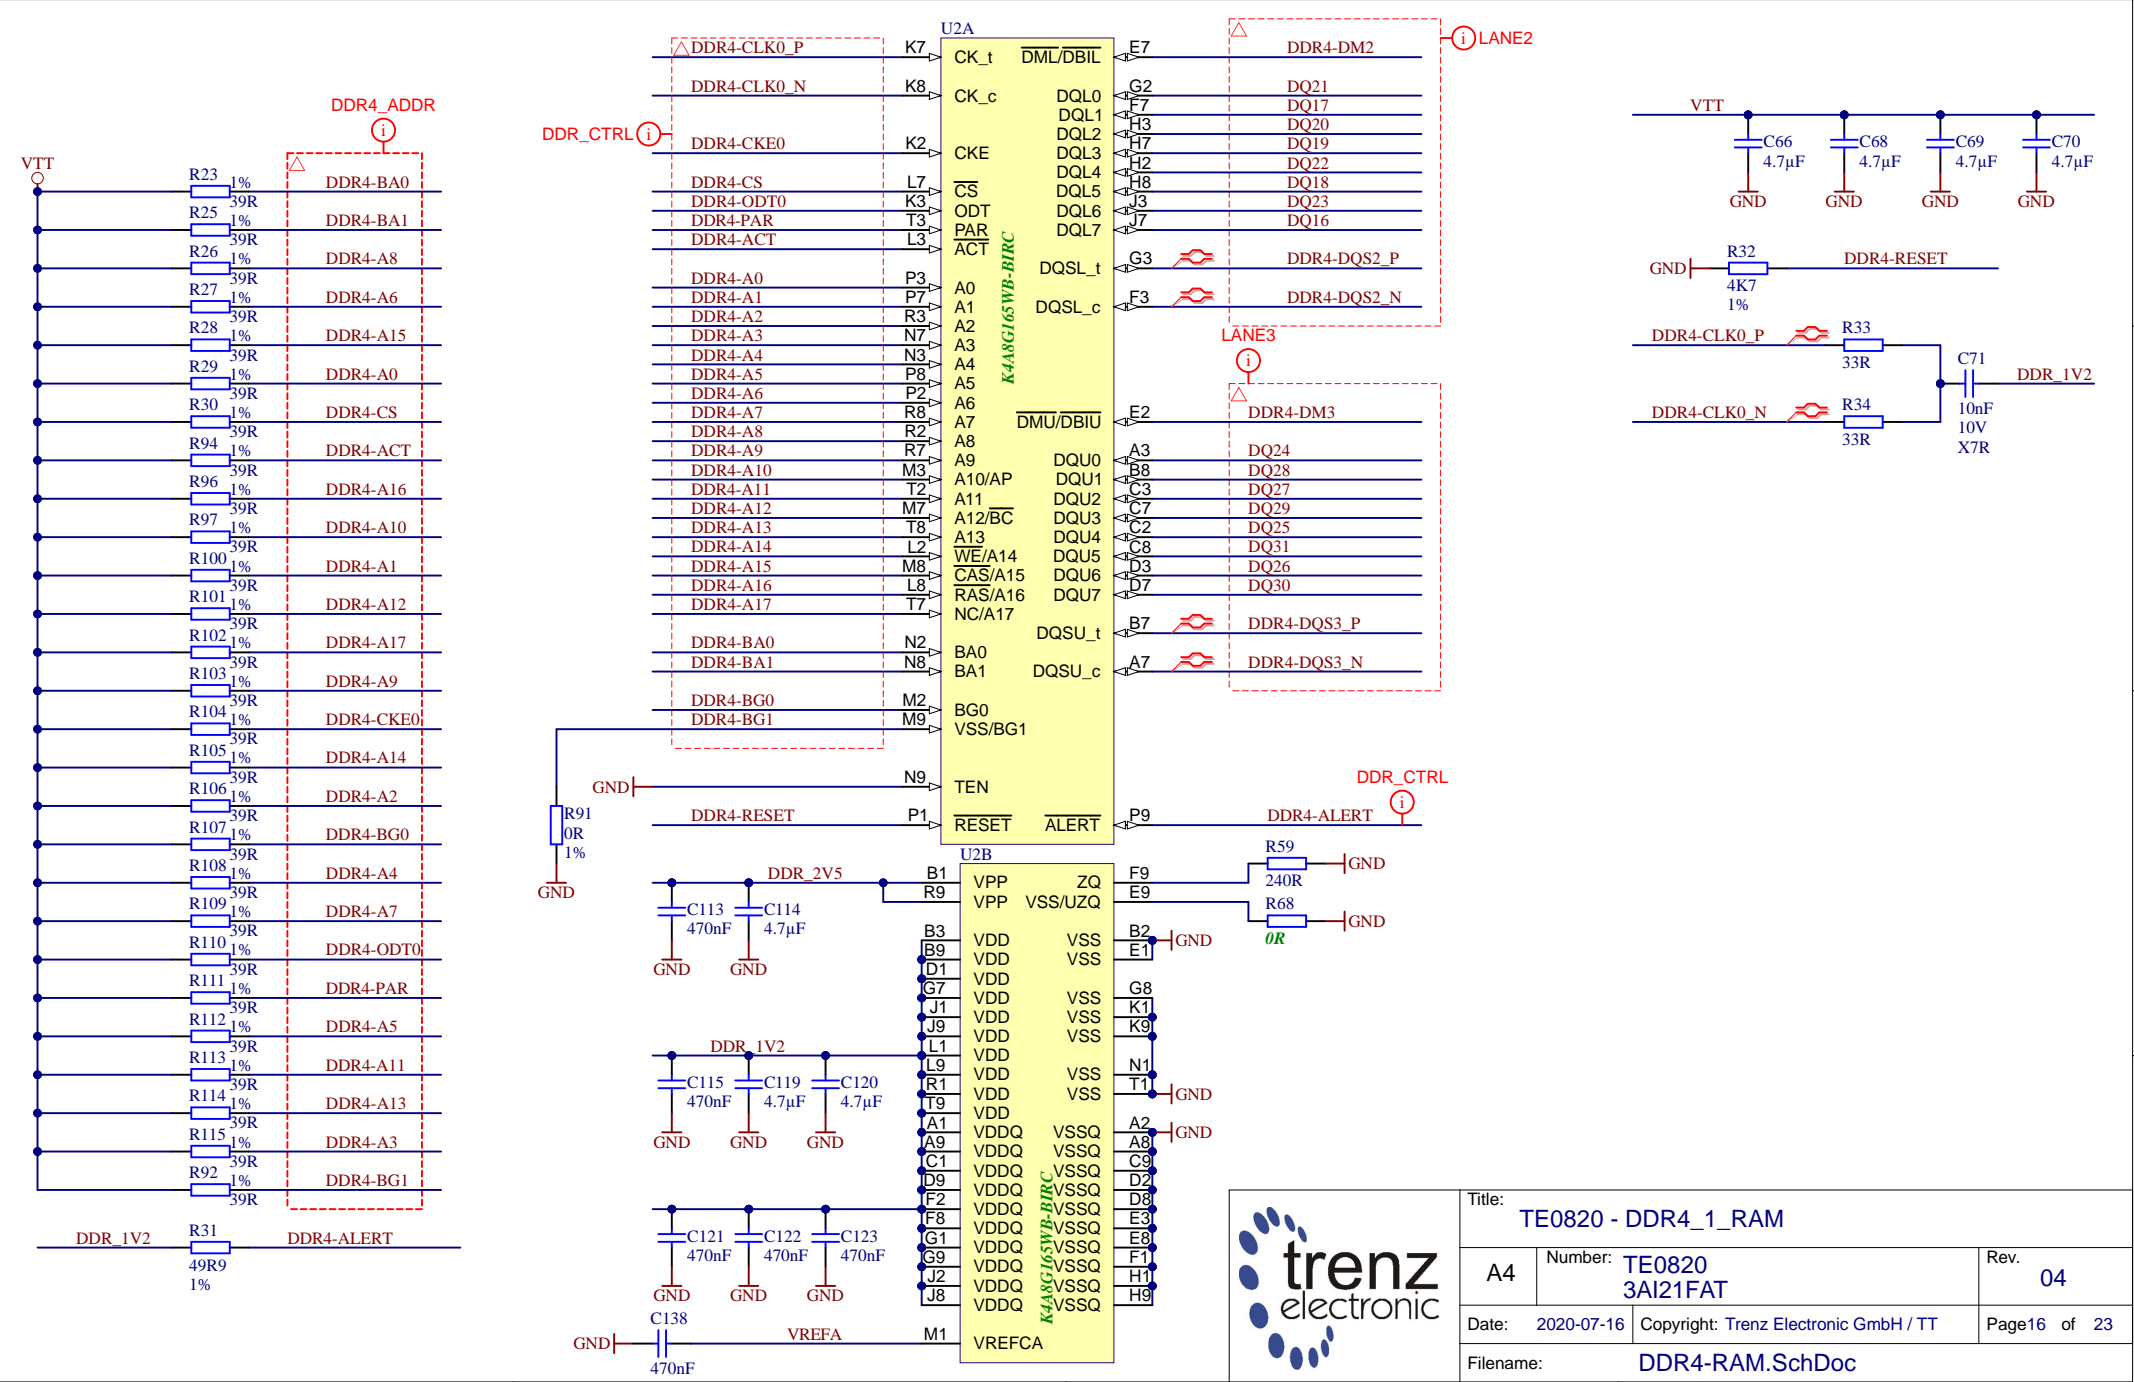 DDR4_ADDR
i
VTT
R23 1% 39R DDR4-BA0
R25 1% 39R DDR4-BA1
R26 1% 39R DDR4-A8
R27 1% 39R DDR4-A6
R28 1% 39R DDR4-A15
R29 1% 39R DDR4-A0
R30 1% 39R DDR4-CS
R94 1% 39R DDR4-ACT
R96 1% 39R DDR4-A16
R97 1% 39R DDR4-A10
R100 1% 39R DDR4-A1
R101 1% 39R DDR4-A12
R102 1% 39R DDR4-A17
R103 1% 39R DDR4-A9
R104 1% 39R DDR4-CKE0
R105 1% 39R DDR4-A14
R106 1% 39R DDR4-A2
R107 1% 39R DDR4-BG0
R108 1% 39R DDR4-A4
R109 1% 39R DDR4-A7
R110 1% 39R DDR4-ODT0
R111 1% 39R DDR4-PAR
R112 1% 39R DDR4-A5
R113 1% 39R DDR4-A11
R114 1% 39R DDR4-A13
R115 1% 39R DDR4-A3
R92 1% 39R DDR4-BG1
DDR_1V2 R31 49R9 1% DDR4-ALERT
U2A
DDR_CTRL i
DDR4-CLK0_P K7 CK_t
DDR4-CLK0_N K8 CK_c
DDR4-CKE0 K2 CKE
DDR4-CS L7 CS
DDR4-ODT0 K3 ODT
DDR4-PAR T3 PAR
DDR4-ACT L3 ACT
DDR4-A0 P3 A0
DDR4-A1 P7 A1
DDR4-A2 R3 A2
DDR4-A3 N7 A3
DDR4-A4 N3 A4
DDR4-A5 P8 A5
DDR4-A6 P2 A6
DDR4-A7 R8 A7
DDR4-A8 R2 A8
DDR4-A9 R7 A9
DDR4-A10 M3 A10/AP
DDR4-A11 T2 A11
DDR4-A12 M7 A12/BC
DDR4-A13 T8 A13
DDR4-A14 L2 WE/A14
DDR4-A15 M8 CAS/A15
DDR4-A16 L8 RAS/A16
DDR4-A17 T7 NC/A17
DDR4-BA0 N2 BA0
DDR4-BA1 N8 BA1
DDR4-BG0 M2 BG0
DDR4-BG1 M9 VSS/BG1
GND N9 TEN
DDR4-RESET P1 RESET
R91 0R 1% GND
K4A8G165WB-BIRC
LANE2 i
DML/DBIL E7 DDR4-DM2
DQL0 G2 DQ21
DQL1 F7 DQ17
DQL2 H3 DQ20
DQL3 H7 DQ19
DQL4 H2 DQ22
DQL5 H8 DQ18
DQL6 J3 DQ23
DQL7 J7 DQ16
DQSL_t G3 DDR4-DQS2_P
DQSL_c F3 DDR4-DQS2_N
LANE3
i
DMU/DBIU E2 DDR4-DM3
DQU0 A3 DQ24
DQU1 B8 DQ28
DQU2 C3 DQ27
DQU3 C7 DQ29
DQU4 C2 DQ25
DQU5 C8 DQ31
DQU6 D3 DQ26
DQU7 D7 DQ30
DQSU_t B7 DDR4-DQS3_P
DQSU_c A7 DDR4-DQS3_N
DDR_CTRL
i
ALERT P9 DDR4-ALERT
U2B
DDR_2V5 B1 VPP
R9 VPP
C113 470nF GND
C114 4.7µF GND
B3 VDD
B9 VDD
D1 VDD
G7 VDD
J1 VDD
J9 VDD
DDR_1V2 L1 VDD
L9 VDD
R1 VDD
T9 VDD
C115 470nF GND
C119 4.7µF GND
C120 4.7µF GND
A1 VDDQ
A9 VDDQ
C1 VDDQ
D9 VDDQ
F2 VDDQ
F8 VDDQ
G1 VDDQ
G9 VDDQ
J2 VDDQ
J8 VDDQ
C121 470nF GND
C122 470nF GND
C123 470nF GND
GND C138 470nF VREFA M1 VREFCA
K4A8G165WB-BIRC
ZQ F9 R59 240R GND
VSS/UZQ E9 R68 0R GND
VSS B2 GND
VSS E1
VSS G8
VSS K1
VSS K9
VSS N1
VSS T1 GND
VSSQ A2 GND
VSSQ A8
VSSQ C9
VSSQ D2
VSSQ D8
VSSQ E3
VSSQ E8
VSSQ F1
VSSQ H1
VSSQ H9
VTT
C66 4.7µF GND
C68 4.7µF GND
C69 4.7µF GND
C70 4.7µF GND
GND R32 4K7 1% DDR4-RESET
DDR4-CLK0_P R33 33R
DDR4-CLK0_N R34 33R
C71 10nF 10V X7R DDR_1V2
trenz
electronic
Title:
TE0820 - DDR4_1_RAM
A4
Number: TE0820
3AI21FAT
Rev.
04
Date: 2020-07-16
Copyright: Trenz Electronic GmbH / TT
Page16 of 23
Filename: DDR4-RAM.SchDoc